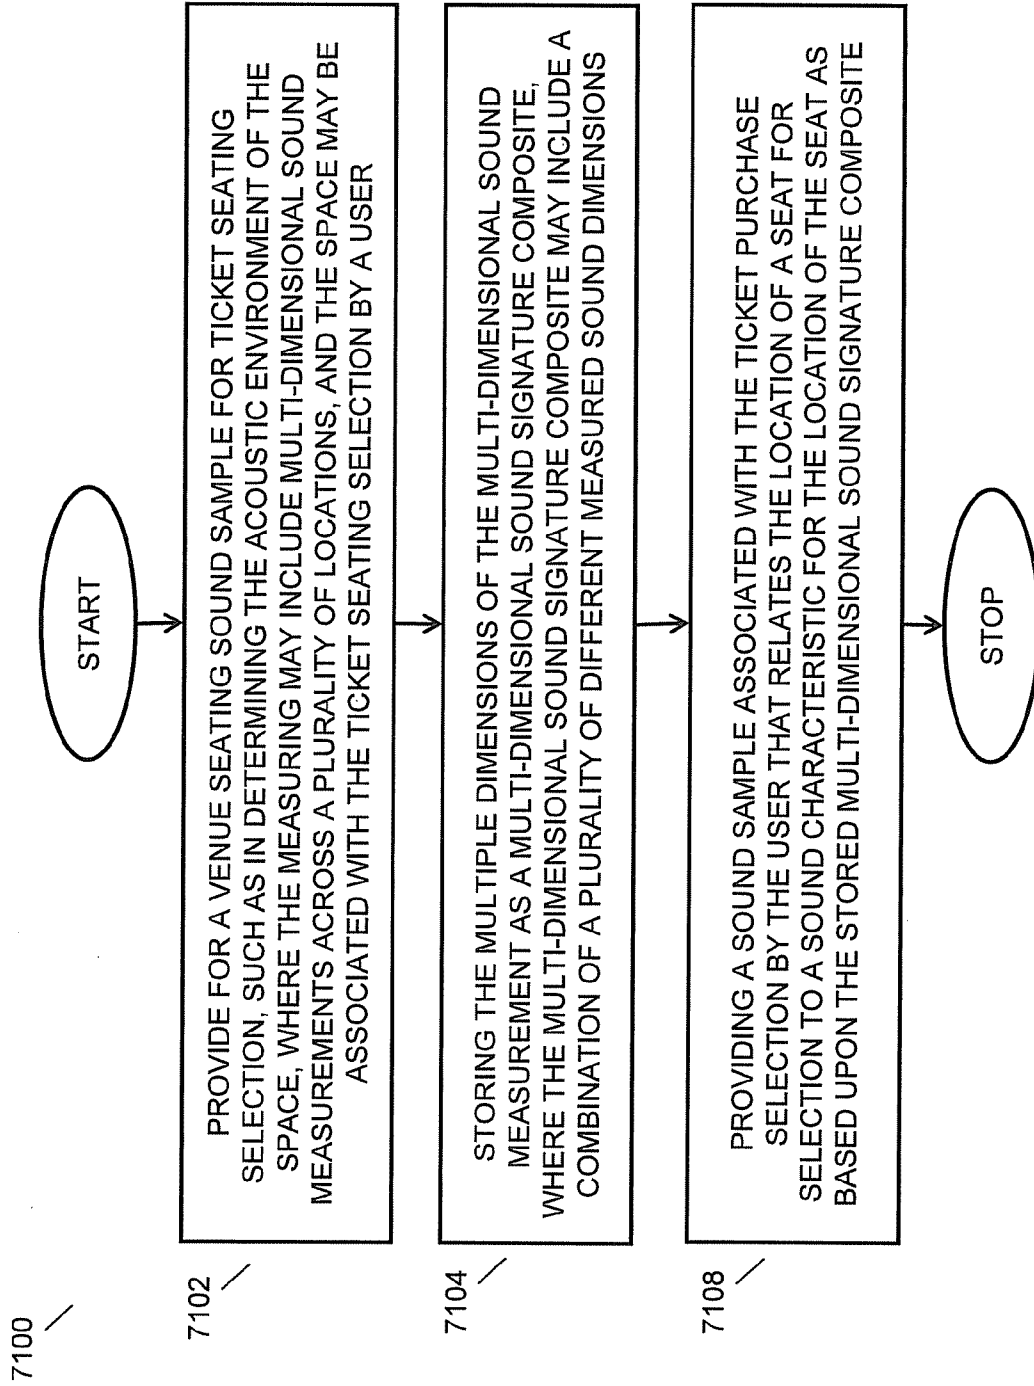 7100
START
7102
PROVIDE FOR A VENUE SEATING SOUND SAMPLE FOR TICKET SEATING
SELECTION, SUCH AS IN DETERMINING THE ACOUSTIC ENVIRONMENT OF THE
SPACE, WHERE THE MEASURING MAY INCLUDE MULTI-DIMENSIONAL SOUND
MEASUREMENTS ACROSS A PLURALITY OF LOCATIONS, AND THE SPACE MAY BE
ASSOCIATED WITH THE TICKET SEATING SELECTION BY A USER
7104
STORING THE MULTIPLE DIMENSIONS OF THE MULTI-DIMENSIONAL SOUND
MEASUREMENT AS A MULTI-DIMENSIONAL SOUND SIGNATURE COMPOSITE,
WHERE THE MULTI-DIMENSIONAL SOUND SIGNATURE COMPOSITE MAY INCLUDE A
COMBINATION OF A PLURALITY OF DIFFERENT MEASURED SOUND DIMENSIONS
7108
PROVIDING A SOUND SAMPLE ASSOCIATED WITH THE TICKET PURCHASE
SELECTION BY THE USER THAT RELATES THE LOCATION OF A SEAT FOR
SELECTION TO A SOUND CHARACTERISTIC FOR THE LOCATION OF THE SEAT AS
BASED UPON THE STORED MULTI-DIMENSIONAL SOUND SIGNATURE COMPOSITE
STOP